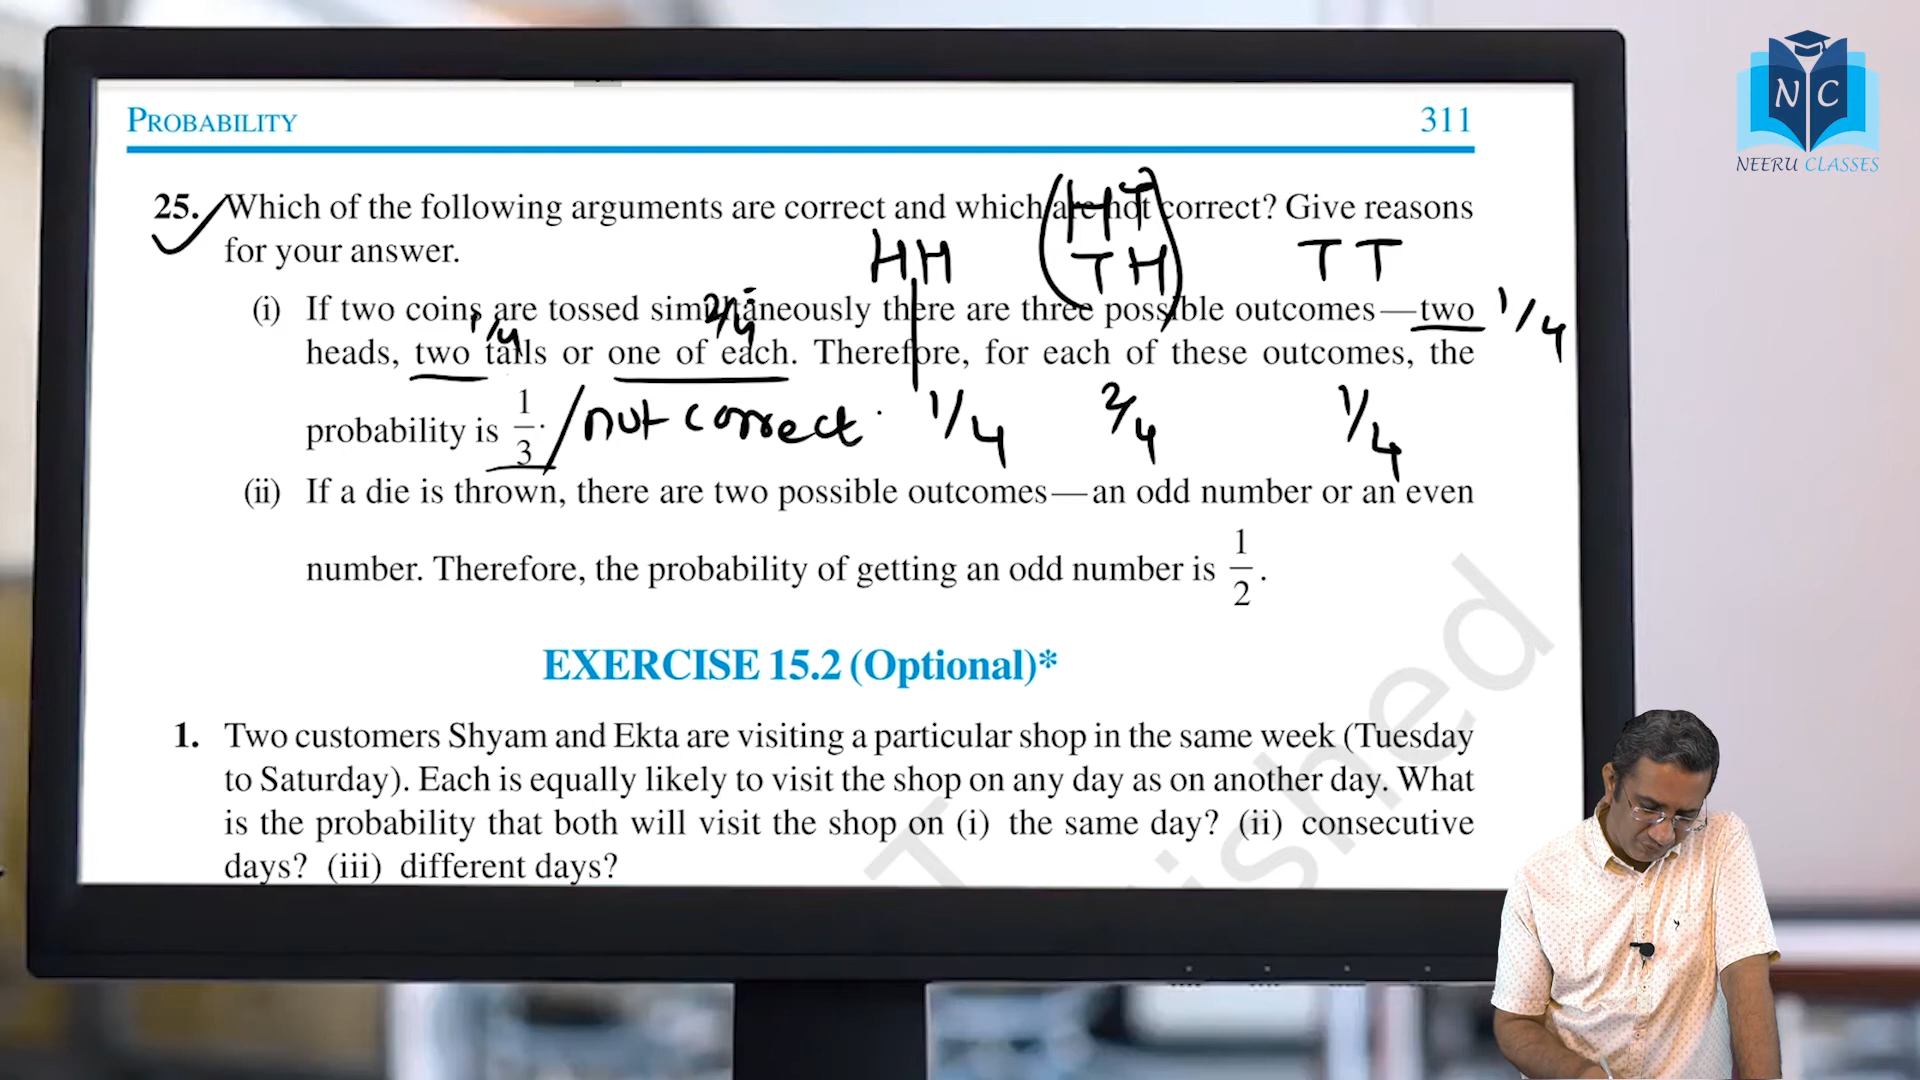 NC
NEERU CLASSES
PROBABILITY 311
25. Which of the following arguments are correct and which are not correct? Give reasons
for your answer.
HT
HH TH TT
(i) If two coins are tossed simultaneously there are three possible outcomes—two 1/4
1/4 2/4
heads, two tails or one of each. Therefore, for each of these outcomes, the
probability is 1/3. not correct 1/4 2/4 1/4
(ii) If a die is thrown, there are two possible outcomes—an odd number or an even
number. Therefore, the probability of getting an odd number is 1/2.
EXERCISE 15.2 (Optional)*
1. Two customers Shyam and Ekta are visiting a particular shop in the same week (Tuesday
to Saturday). Each is equally likely to visit the shop on any day as on another day. What
is the probability that both will visit the shop on (i) the same day? (ii) consecutive
days? (iii) different days?